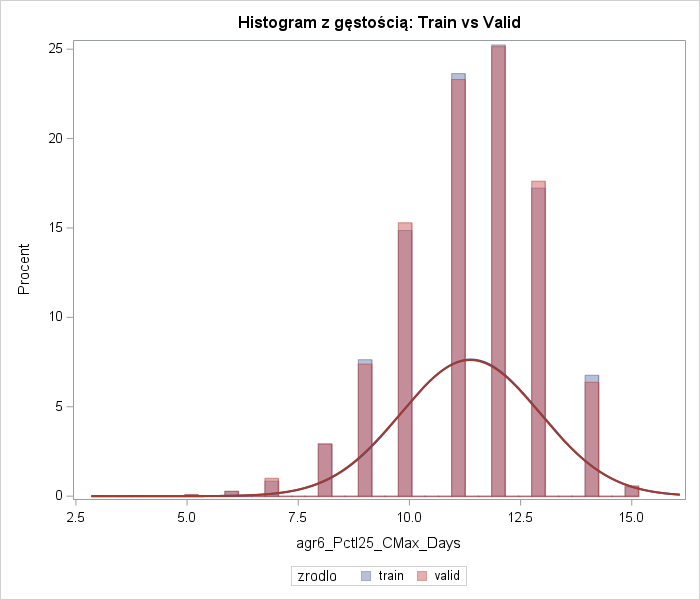 Histogram z gęstością: Train vs Valid
25
20
15
10
5
0
Procent
2.5 5.0 7.5 10.0 12.5 15.0
agr6_Pctl25_CMax_Days
zrodlo train valid